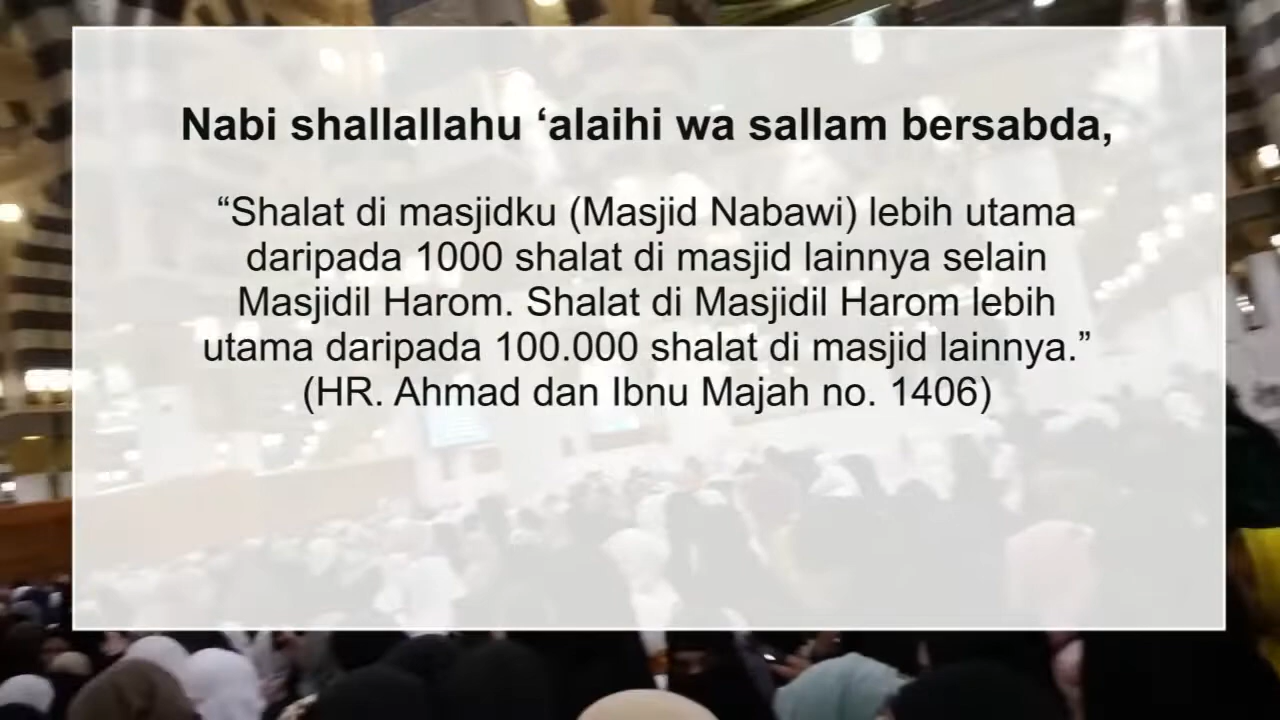 Nabi shallallahu ‘alaihi wa sallam bersabda,
“Shalat di masjidku (Masjid Nabawi) lebih utama
daripada 1000 shalat di masjid lainnya selain
Masjidil Harom. Shalat di Masjidil Harom lebih
utama daripada 100.000 shalat di masjid lainnya.”
(HR. Ahmad dan Ibnu Majah no. 1406)